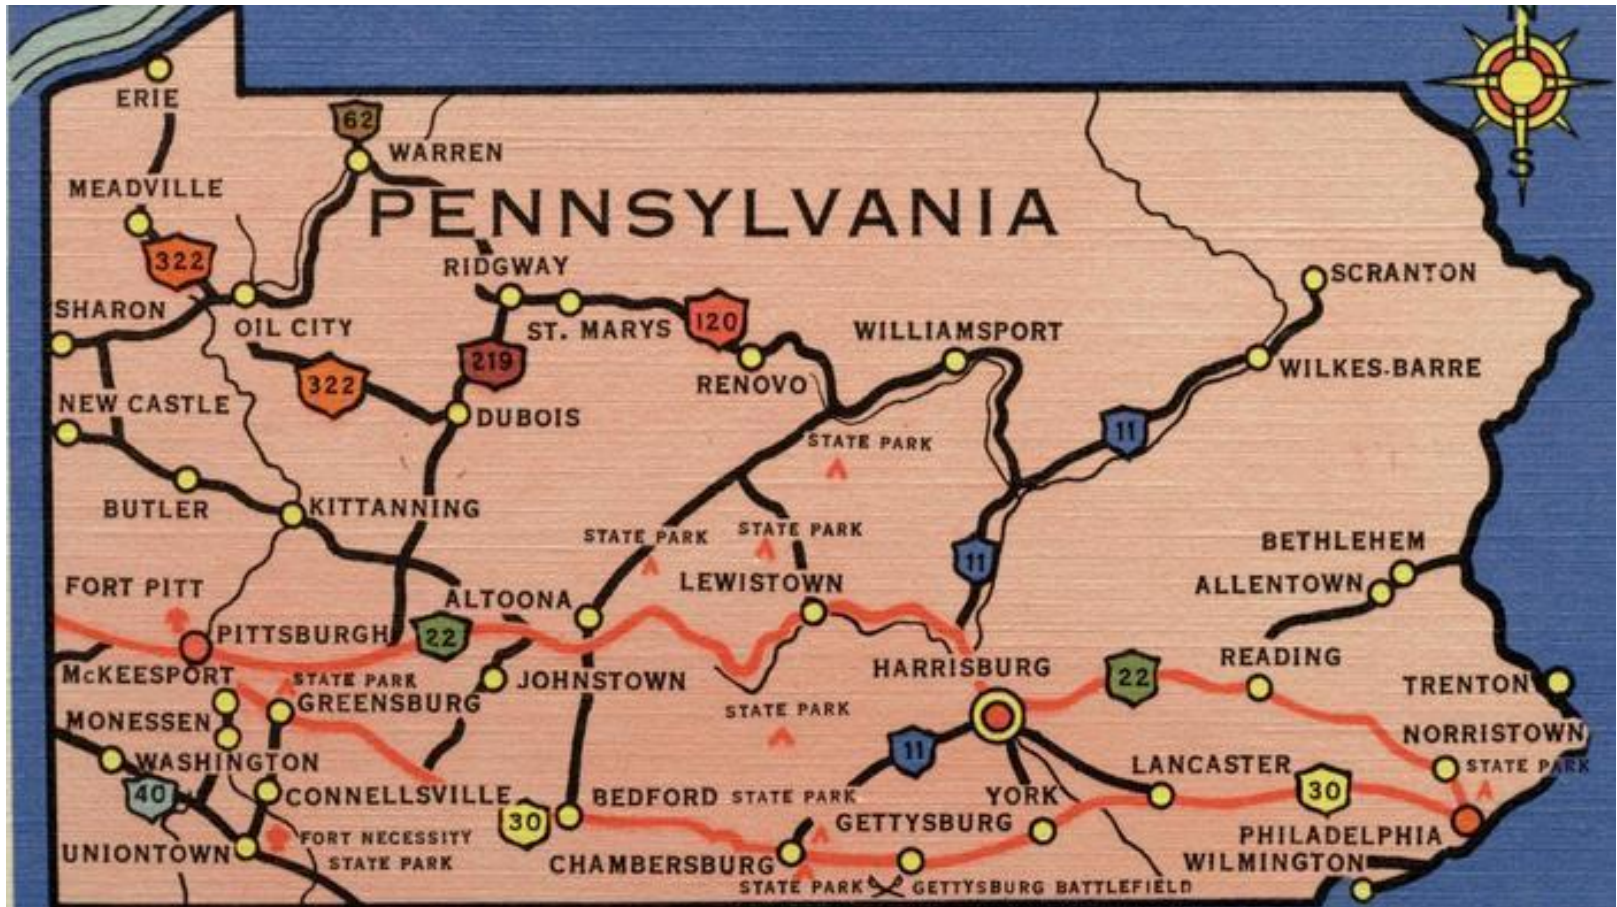 N
ERIE
62
WARREN
S
MEADVILLE
PENNSYLVANIA
322
RIDGWAY
SCRANTON
SHARON
OIL CITY
ST. MARYS
120
WILLIAMSPORT
219
322
RENOVO
WILKES-BARRE
NEW CASTLE
DUBOIS
11
STATE PARK
BUTLER
KITTANNING
STATE PARK
STATE PARK
BETHLEHEM
11
FORT PITT
LEWISTOWN
ALLENTOWN
ALTOONA
PITTSBURGH
22
HARRISBURG
READING
McKEESPORT
STATE PARK
JOHNSTOWN
22
TRENTON
GREENSBURG
STATE PARK
MONESSEN
NORRISTOWN
11
WASHINGTON
LANCASTER
STATE PARK
40
CONNELLSVILLE
BEDFORD
STATE PARK
YORK
30
30
GETTYSBURG
PHILADELPHIA
FORT NECESSITY
STATE PARK
UNIONTOWN
CHAMBERSBURG
WILMINGTON
STATE PARK
GETTYSBURG BATTLEFIELD